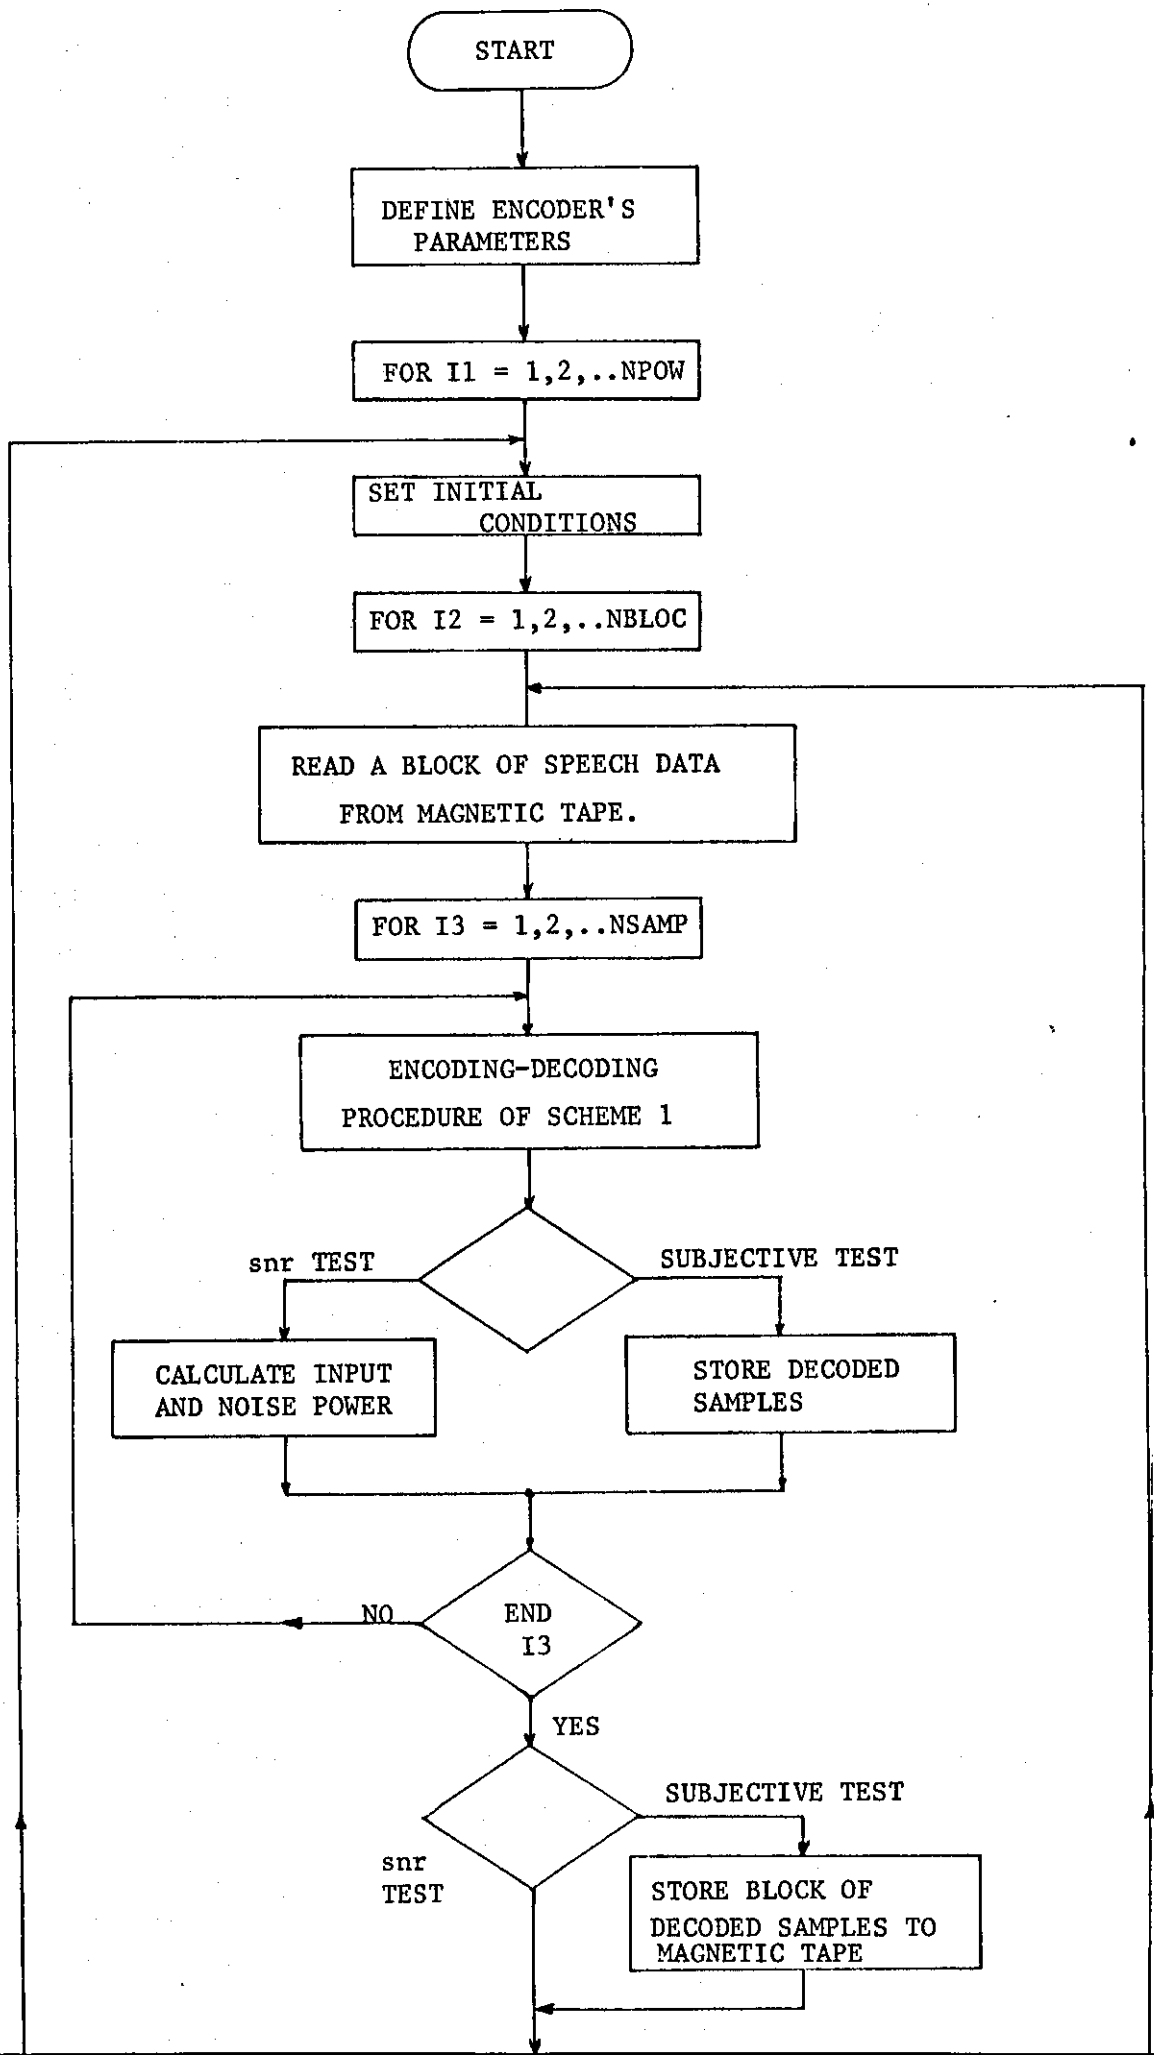 START
DEFINE ENCODER'S
PARAMETERS
FOR I1 = 1,2,..NPOW
SET INITIAL
CONDITIONS
FOR I2 = 1,2,..NBLOC
READ A BLOCK OF SPEECH DATA
FROM MAGNETIC TAPE.
FOR I3 = 1,2,..NSAMP
ENCODING-DECODING
PROCEDURE OF SCHEME 1
snr TEST
SUBJECTIVE TEST
CALCULATE INPUT
AND NOISE POWER
STORE DECODED
SAMPLES
NO
END
I3
YES
SUBJECTIVE TEST
snr
TEST
STORE BLOCK OF
DECODED SAMPLES TO
MAGNETIC TAPE